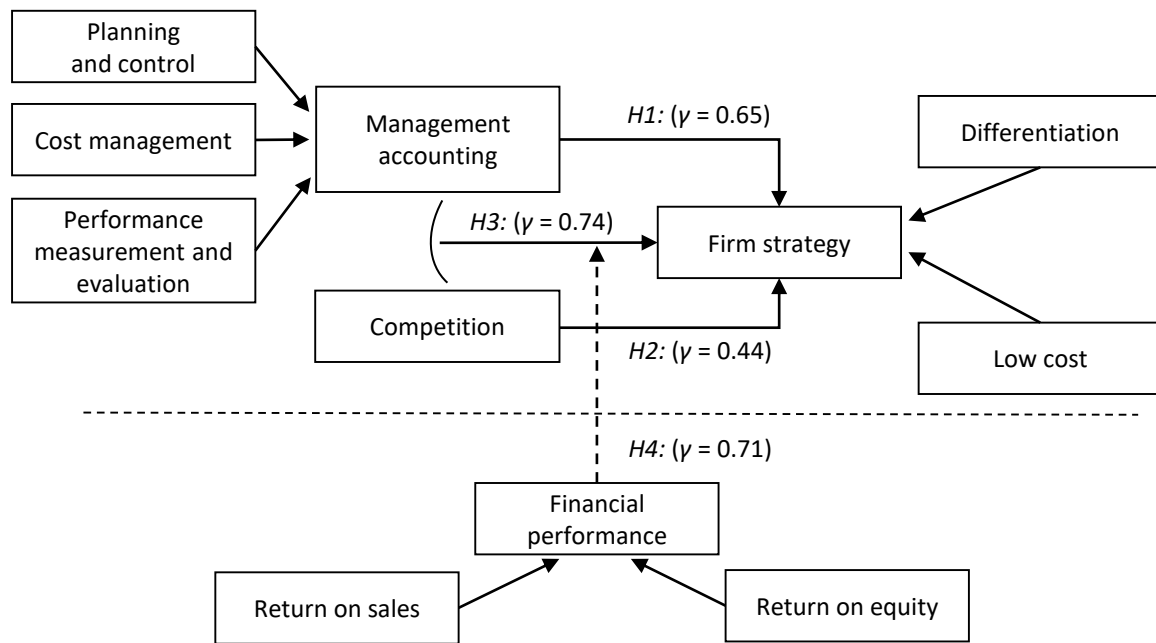 Planning
and control
Cost management
Performance
measurement and
evaluation
Management
accounting
H1: (γ = 0.65)
Differentiation
H3: (γ = 0.74)
Firm strategy
Competition
H2: (γ = 0.44)
Low cost
H4: (γ = 0.71)
Financial
performance
Return on sales
Return on equity